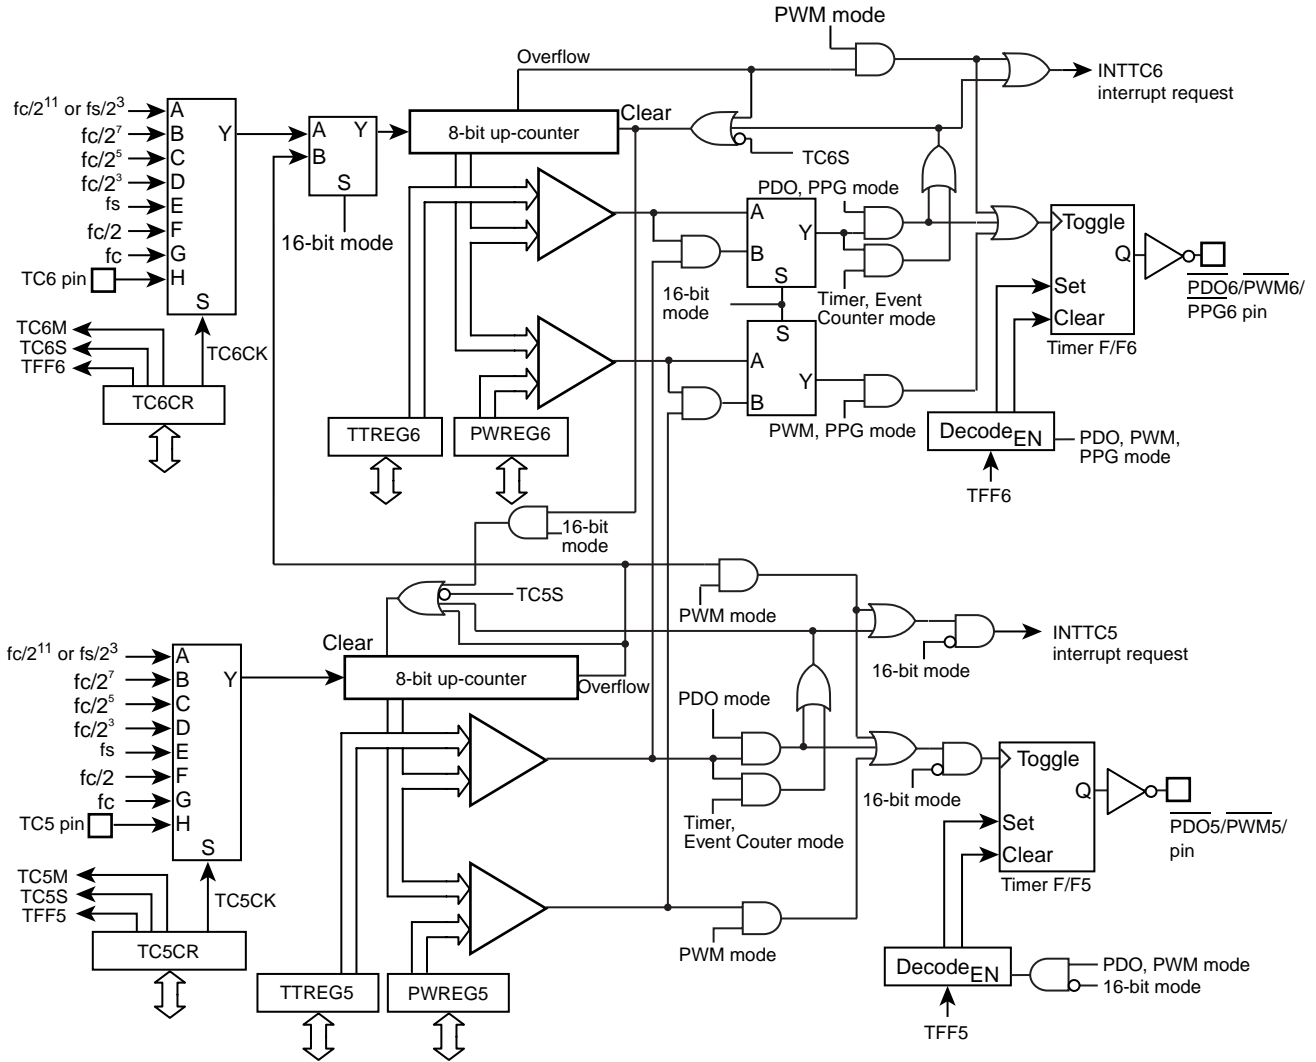 PWM mode
Overflow
INTTC6
interrupt request
fc/2¹¹ or fs/2³
A
fc/2⁷
B
fc/2⁵
C
fc/2³
D
fs
E
fc/2
F
fc
G
TC6 pin
H
Y
S
A
B
Y
S
16-bit mode
8-bit up-counter
Clear
TC6S
PDO, PPG mode
A
B
Y
S
16-bit
mode
Timer, Event
Counter mode
S
A
B
Y
PWM, PPG mode
Toggle
Q
Set
Clear
Timer F/F6
PDO6/PWM6/
PPG6 pin
TC6M
TC6S
TFF6
TC6CK
TC6CR
TTREG6
PWREG6
Decode EN
PDO, PWM,
PPG mode
TFF6
16-bit
mode
TC5S
PWM mode
INTTC5
interrupt request
16-bit mode
Clear
8-bit up-counter
Overflow
fc/2¹¹ or fs/2³
A
fc/2⁷
B
fc/2⁵
C
fc/2³
D
fs
E
fc/2
F
fc
G
TC5 pin
H
Y
S
PDO mode
Timer,
Event Couter mode
16-bit mode
Toggle
Q
Set
Clear
Timer F/F5
PDO5/PWM5/
pin
TC5M
TC5S
TFF5
TC5CK
TC5CR
PWM mode
TTREG5
PWREG5
Decode EN
PDO, PWM mode
16-bit mode
TFF5